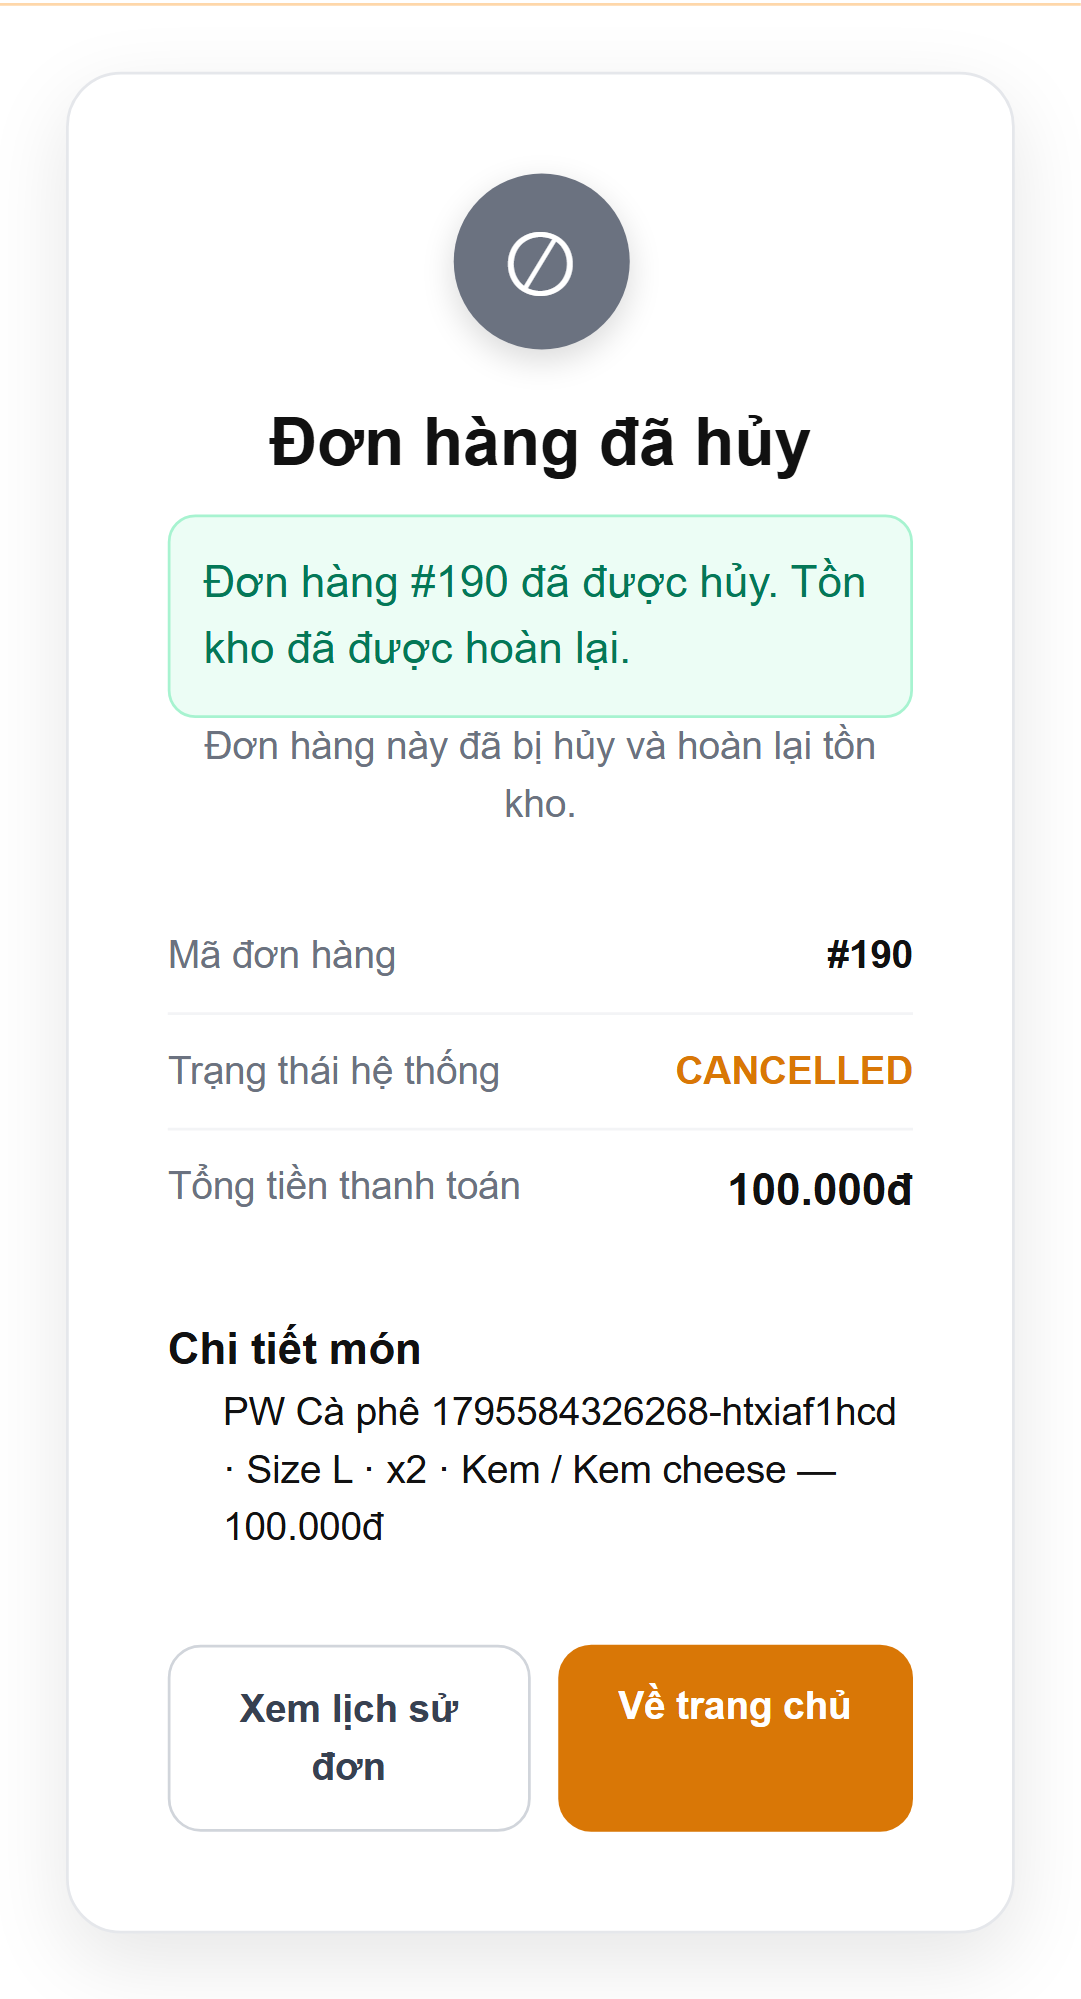 Đơn hàng đã hủy
Đơn hàng #190 đã được hủy. Tồn
kho đã được hoàn lại.
Đơn hàng này đã bị hủy và hoàn lại tồn
kho.
Mã đơn hàng #190
Trạng thái hệ thống CANCELLED
Tổng tiền thanh toán 100.000đ
Chi tiết món
PW Cà phê 1795584326268-htxiaf1hcd
· Size L · x2 · Kem / Kem cheese —
100.000đ
Xem lịch sử
đơn
Về trang chủ